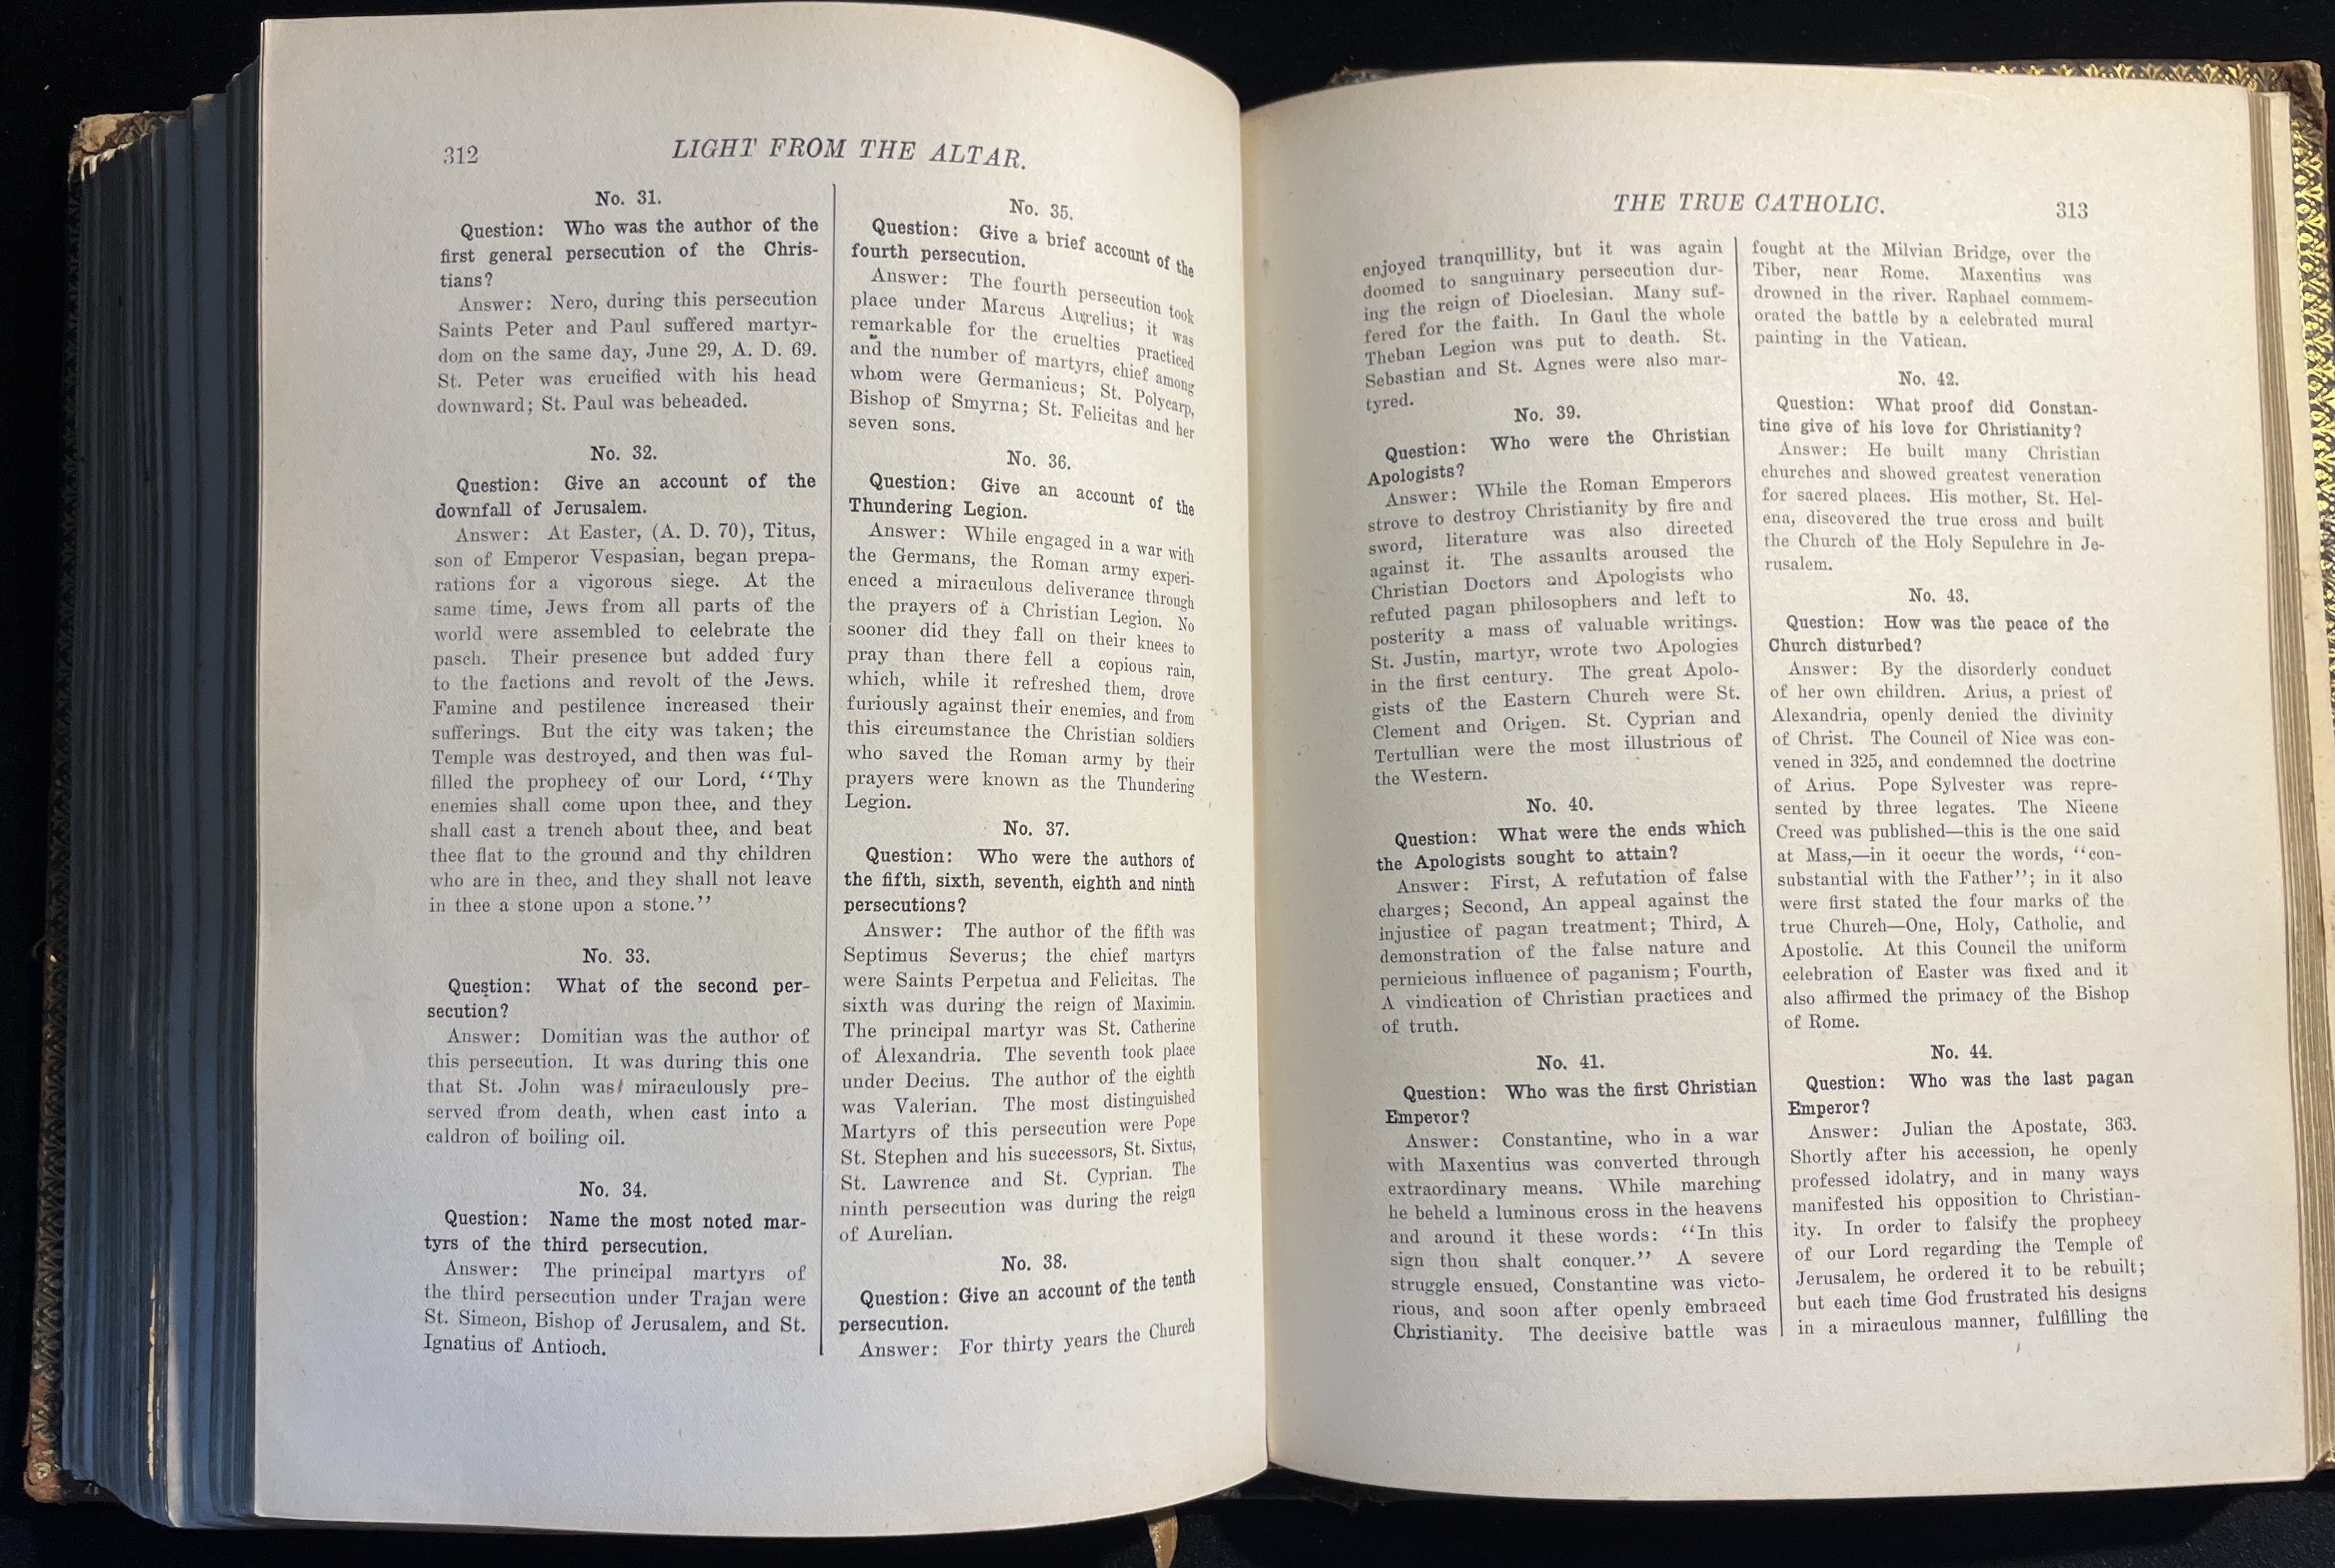 312
LIGHT FROM THE ALTAR.
No. 31.
Question: Who was the author of the
first general persecution of the Chris-
tians?
Answer: Nero, during this persecution
Saints Peter and Paul suffered martyr-
dom on the same day, June 29, A. D. 69.
St. Peter was crucified with his head
downward; St. Paul was beheaded.
No. 32.
Question: Give an account of the
downfall of Jerusalem.
Answer: At Easter, (A. D. 70), Titus,
son of Emperor Vespasian, began prepa-
rations for a vigorous siege. At the
same time, Jews from all parts of the
world were assembled to celebrate the
pasch. Their presence but added fury
to the factions and revolt of the Jews.
Famine and pestilence increased their
sufferings. But the city was taken; the
Temple was destroyed, and then was ful-
filled the prophecy of our Lord, "Thy
enemies shall come upon thee, and they
shall cast a trench about thee, and beat
thee flat to the ground and thy children
who are in thee, and they shall not leave
in thee a stone upon a stone."
No. 33.
Question: What of the second per-
secution?
Answer: Domitian was the author of
this persecution. It was during this one
that St. John was miraculously pre-
served from death, when cast into a
caldron of boiling oil.
No. 34.
Question: Name the most noted mar-
tyrs of the third persecution.
Answer: The principal martyrs of
the third persecution under Trajan were
St. Simeon, Bishop of Jerusalem, and St.
Ignatius of Antioch.
No. 35.
Question: Give a brief account of the
fourth persecution.
Answer: The fourth persecution took
place under Marcus Aurelius; it was
remarkable for the cruelties practiced
and the number of martyrs, chief among
whom were Germanicus; St. Polycarp,
Bishop of Smyrna; St. Felicitas and her
seven sons.
No. 36.
Question: Give an account of the
Thundering Legion.
Answer: While engaged in a war with
the Germans, the Roman army experi-
enced a miraculous deliverance through
the prayers of a Christian Legion. No
sooner did they fall on their knees to
pray than there fell a copious rain,
which, while it refreshed them, drove
furiously against their enemies, and from
this circumstance the Christian soldiers
who saved the Roman army by their
prayers were known as the Thundering
Legion.
No. 37.
Question: Who were the authors of
the fifth, sixth, seventh, eighth and ninth
persecutions?
Answer: The author of the fifth was
Septimus Severus; the chief martyrs
were Saints Perpetua and Felicitas. The
sixth was during the reign of Maximin.
The principal martyr was St. Catherine
of Alexandria. The seventh took place
under Decius. The author of the eighth
was Valerian. The most distinguished
Martyrs of this persecution were Pope
St. Stephen and his successors, St. Sixtus,
St. Lawrence and St. Cyprian. The
ninth persecution was during the reign
of Aurelian.
No. 38.
Question: Give an account of the tenth
persecution.
Answer: For thirty years the Church
THE TRUE CATHOLIC.
313
enjoyed tranquillity, but it was again
doomed to sanguinary persecution dur-
ing the reign of Dioclesian. Many suf-
fered for the faith. In Gaul the whole
Theban Legion was put to death. St.
Sebastian and St. Agnes were also mar-
tyred.
No. 39.
Question: Who were the Christian
Apologists?
Answer: While the Roman Emperors
strove to destroy Christianity by fire and
sword, literature was also directed
against it. The assaults aroused the
Christian Doctors and Apologists who
refuted pagan philosophers and left to
posterity a mass of valuable writings.
St. Justin, martyr, wrote two Apologies
in the first century. The great Apolo-
gists of the Eastern Church were St.
Clement and Origen. St. Cyprian and
Tertullian were the most illustrious of
the Western.
No. 40.
Question: What were the ends which
the Apologists sought to attain?
Answer: First, A refutation of false
charges; Second, An appeal against the
injustice of pagan treatment; Third, A
demonstration of the false nature and
pernicious influence of paganism; Fourth,
A vindication of Christian practices and
of truth.
No. 41.
Question: Who was the first Christian
Emperor?
Answer: Constantine, who in a war
with Maxentius was converted through
extraordinary means. While marching
he beheld a luminous cross in the heavens
and around it these words: "In this
sign thou shalt conquer." A severe
struggle ensued, Constantine was victo-
rious, and soon after openly embraced
Christianity. The decisive battle was
fought at the Milvian Bridge, over the
Tiber, near Rome. Maxentius was
drowned in the river. Raphael commem-
orated the battle by a celebrated mural
painting in the Vatican.
No. 42.
Question: What proof did Constan-
tine give of his love for Christianity?
Answer: He built many Christian
churches and showed greatest veneration
for sacred places. His mother, St. Hel-
ena, discovered the true cross and built
the Church of the Holy Sepulchre in Je-
rusalem.
No. 43.
Question: How was the peace of the
Church disturbed?
Answer: By the disorderly conduct
of her own children. Arius, a priest of
Alexandria, openly denied the divinity
of Christ. The Council of Nice was con-
vened in 325, and condemned the doctrine
of Arius. Pope Sylvester was repre-
sented by three legates. The Nicene
Creed was published—this is the one said
at Mass,—in it occur the words, "con-
substantial with the Father"; in it also
were first stated the four marks of the
true Church—One, Holy, Catholic, and
Apostolic. At this Council the uniform
celebration of Easter was fixed and it
also affirmed the primacy of the Bishop
of Rome.
No. 44.
Question: Who was the last pagan
Emperor?
Answer: Julian the Apostate, 363.
Shortly after his accession, he openly
professed idolatry, and in many ways
manifested his opposition to Christian-
ity. In order to falsify the prophecy
of our Lord regarding the Temple of
Jerusalem, he ordered it to be rebuilt;
but each time God frustrated his designs
in a miraculous manner, fulfilling the